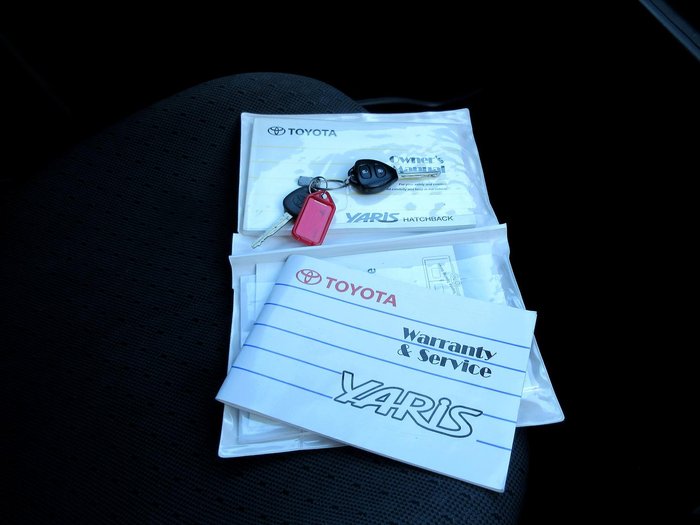 TOYOTA
Owner's
Manual
YARiS HATCHBACK
TOYOTA
Warranty
& Service
YARiS